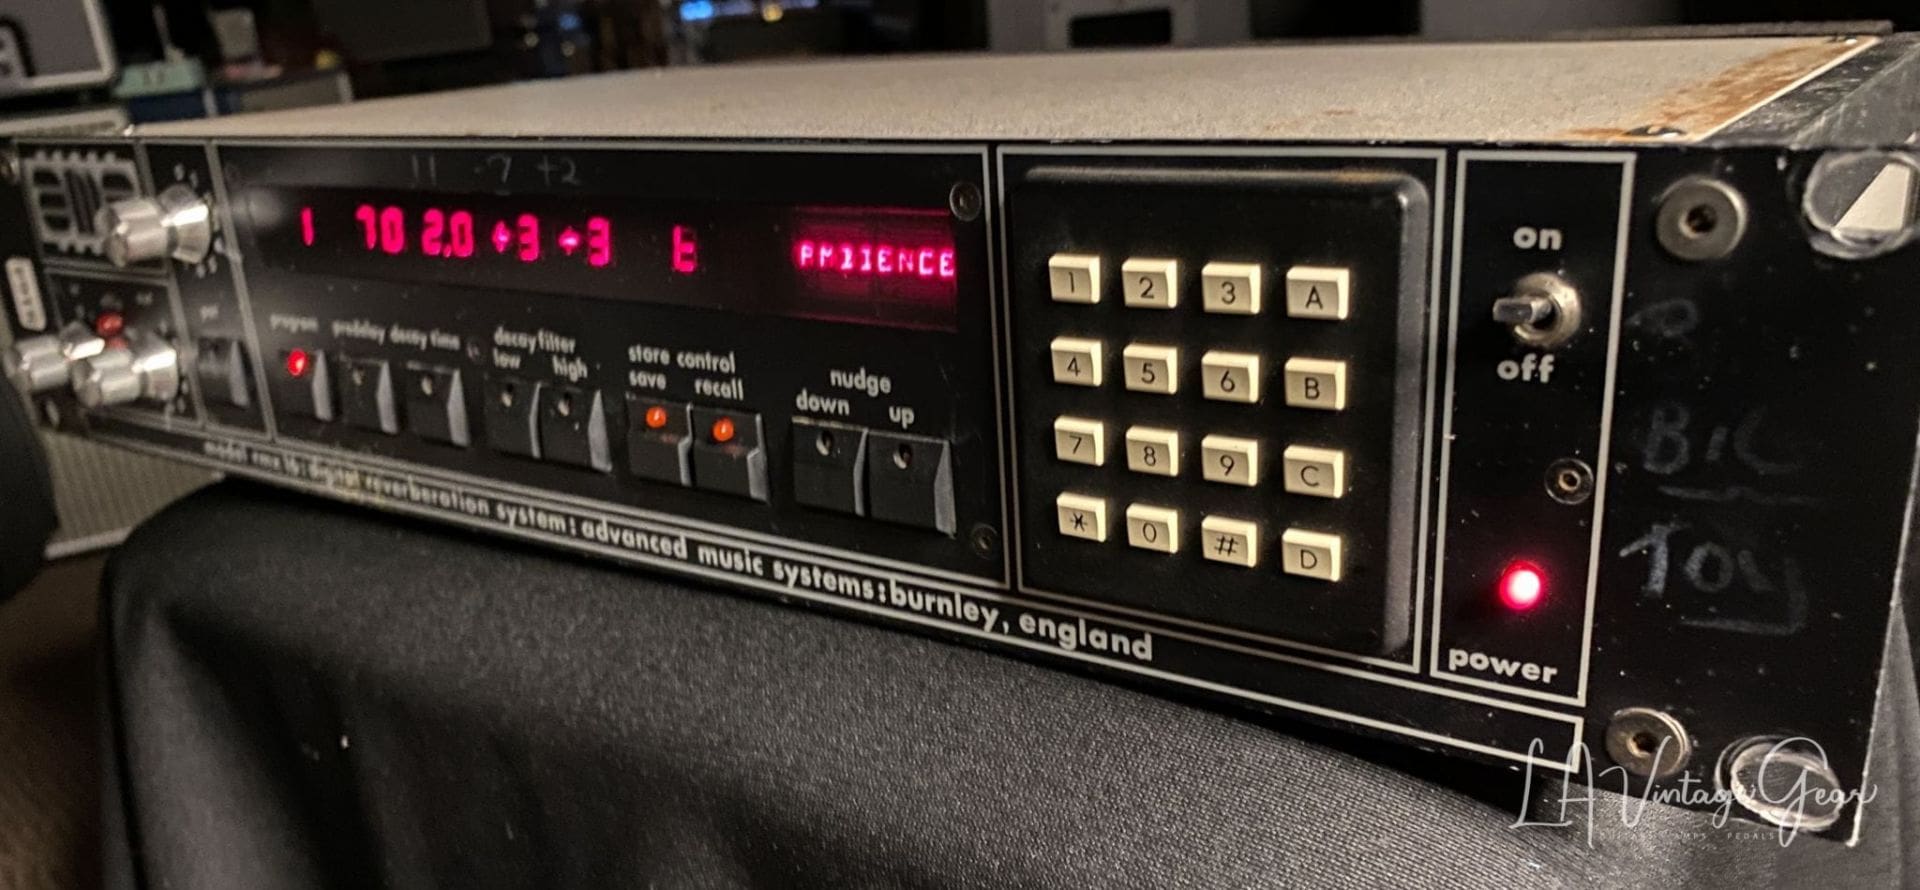 ams
11 -7 +2
1 70 2.0 +3 +3 t AMIIENCE
program predelay decay time
decay filter
low high
store control
save recall
nudge
down up
1 2 3 A
4 5 6 B
7 8 9 C
* 0 # D
on
off
power
model rmx 16: digital reverberation system: advanced music systems: burnley, england
TOY
LA Vintage Gear